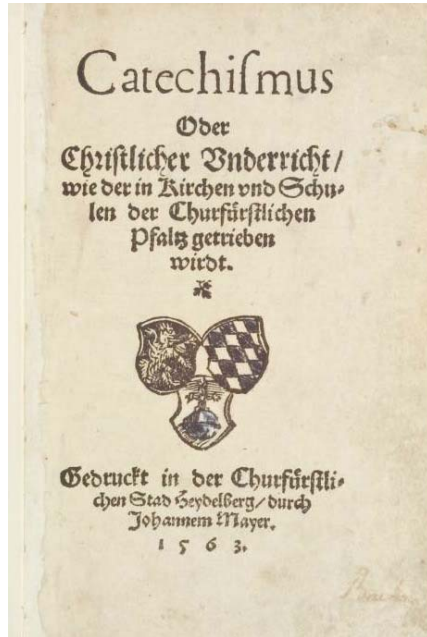 Catechiſmus
Oder
Chriſtlicher Vnderricht/
wie der in Kirchen vnd Schu-
len der Churfürſtlichen
Pfaltz getrieben
wirdt.
Gedruckt in der Churfürſtli-
chen Stad Heydelberg/ durch
Johannem Mayer.
1 5 6 3.